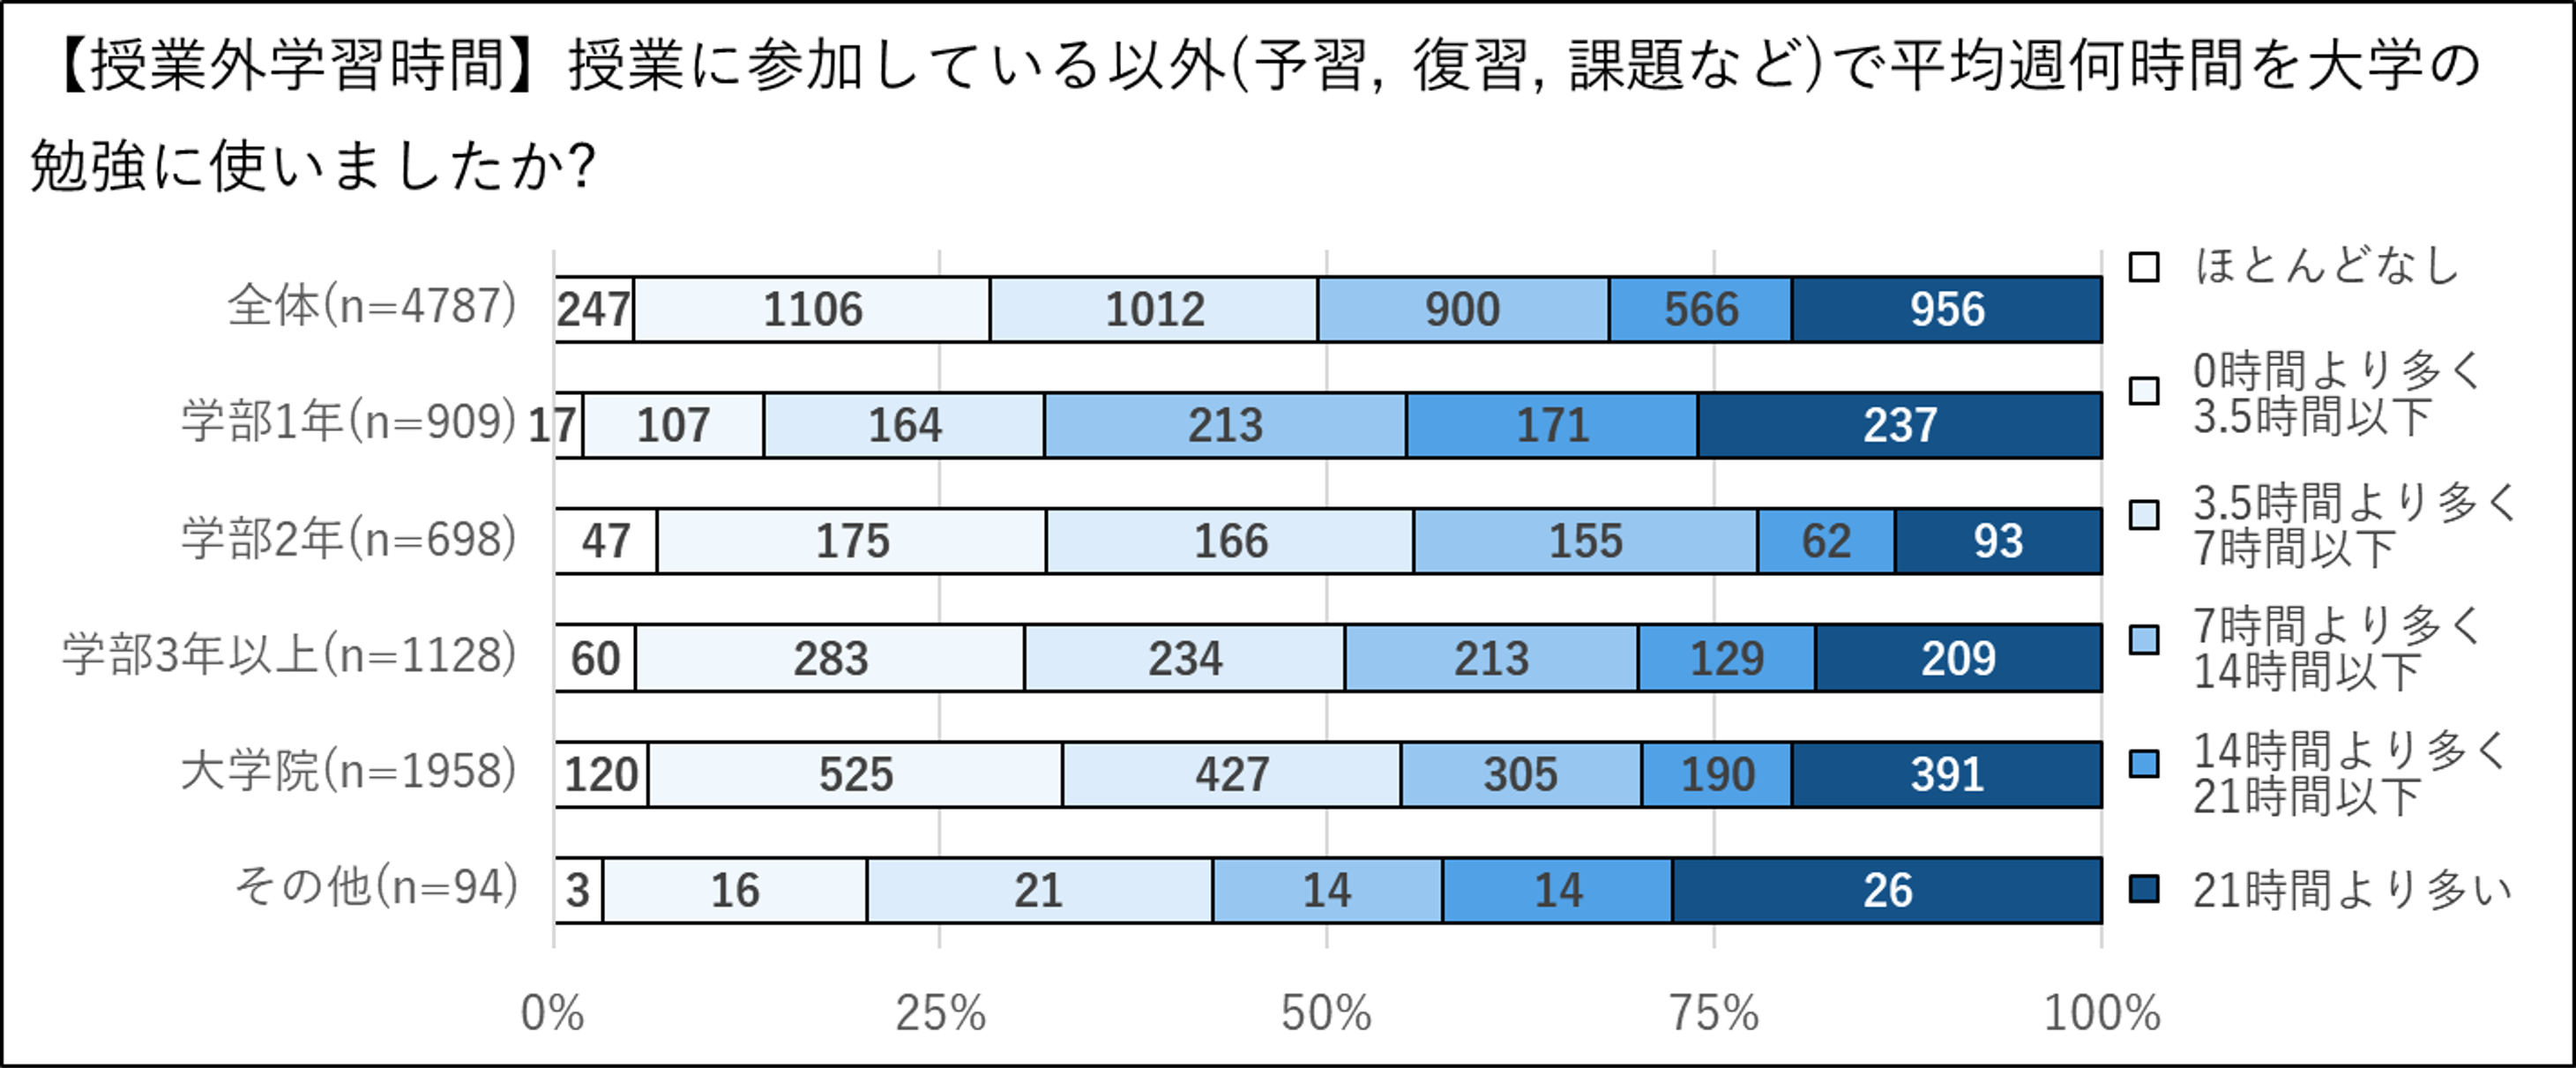 【授業外学習時間】授業に参加している以外(予習, 復習, 課題など)で平均週何時間を大学の
勉強に使いましたか?
全体(n=4787) 247 1106 1012 900 566 956
学部1年(n=909) 17 107 164 213 171 237
学部2年(n=698) 47 175 166 155 62 93
学部3年以上(n=1128) 60 283 234 213 129 209
大学院(n=1958) 120 525 427 305 190 391
その他(n=94) 3 16 21 14 14 26
0% 25% 50% 75% 100%
ほとんどなし
0時間より多く
3.5時間以下
3.5時間より多く
7時間以下
7時間より多く
14時間以下
14時間より多く
21時間以下
21時間より多い